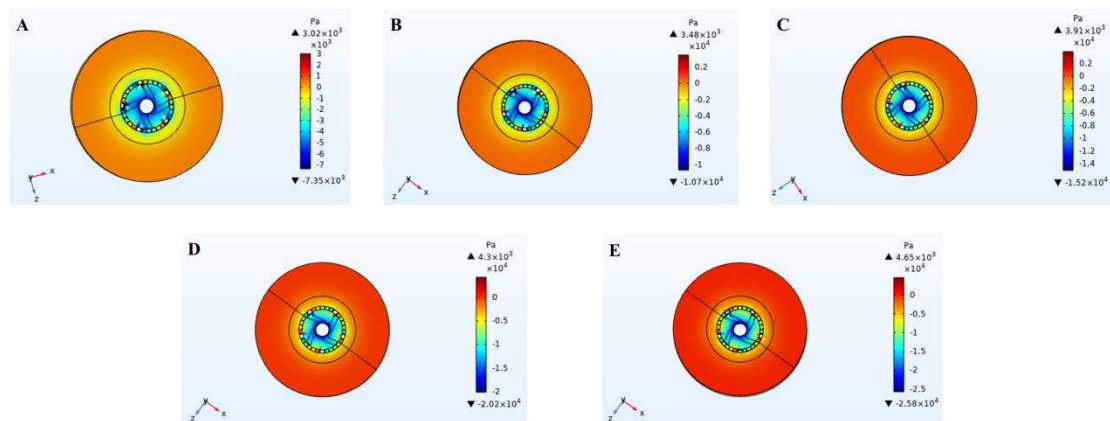 A
Pa
▲ 3.02×10³
×10³
3
2
1
0
-1
-2
-3
-4
-5
-6
-7
▼ -7.35×10³
y x
z
B
Pa
▲ 3.48×10³
×10⁴
0.2
0
-0.2
-0.4
-0.6
-0.8
-1
▼ -1.07×10⁴
y
z x
C
Pa
▲ 3.91×10³
×10⁴
0.2
0
-0.2
-0.4
-0.6
-0.8
-1
-1.2
-1.4
▼ -1.52×10⁴
y
z x
D
Pa
▲ 4.3×10³
×10⁴
0
-0.5
-1
-1.5
-2
▼ -2.02×10⁴
y
z x
E
Pa
▲ 4.65×10³
×10⁴
0
-0.5
-1
-1.5
-2
-2.5
▼ -2.58×10⁴
y
z x